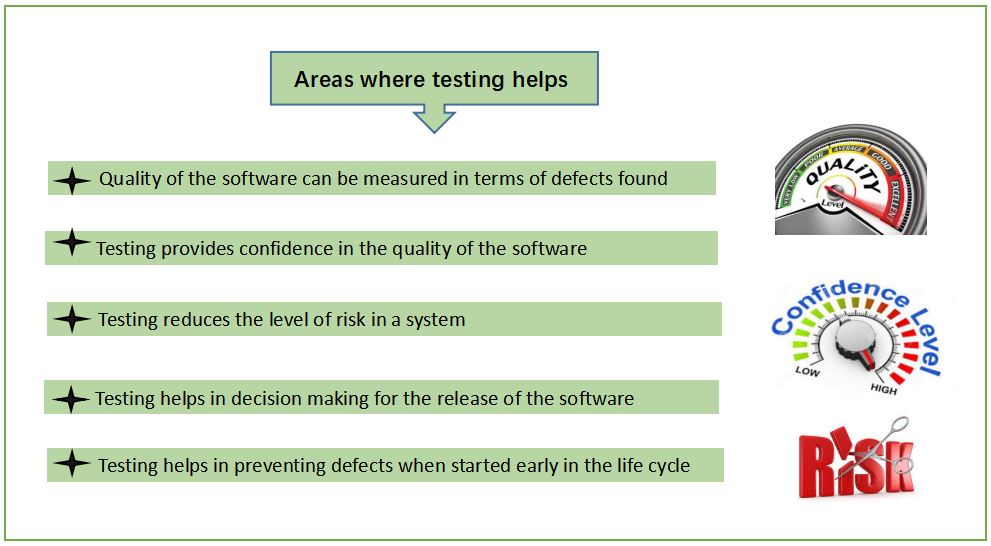 Areas where testing helps
Quality of the software can be measured in terms of defects found
Testing provides confidence in the quality of the software
Testing reduces the level of risk in a system
Testing helps in decision making for the release of the software
Testing helps in preventing defects when started early in the life cycle
VERY LOW POOR AVERAGE GOOD EXCELLENT
QUALiTY
Level
Confidence Level
LOW
HIGH
RiSK